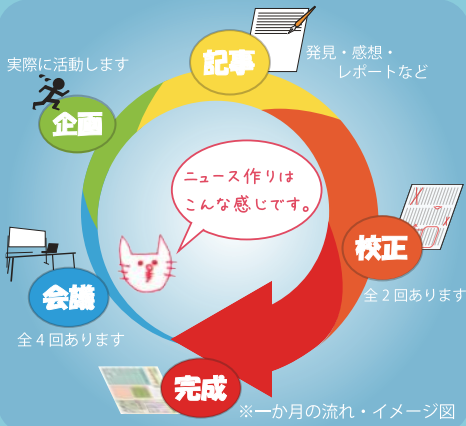 記事
発見・感想・
レポートなど
実際に活動します
企画
ニュース作りは
こんな感じです。
校正
全2回あります
会議
全4回あります
完成
※一か月の流れ・イメージ図